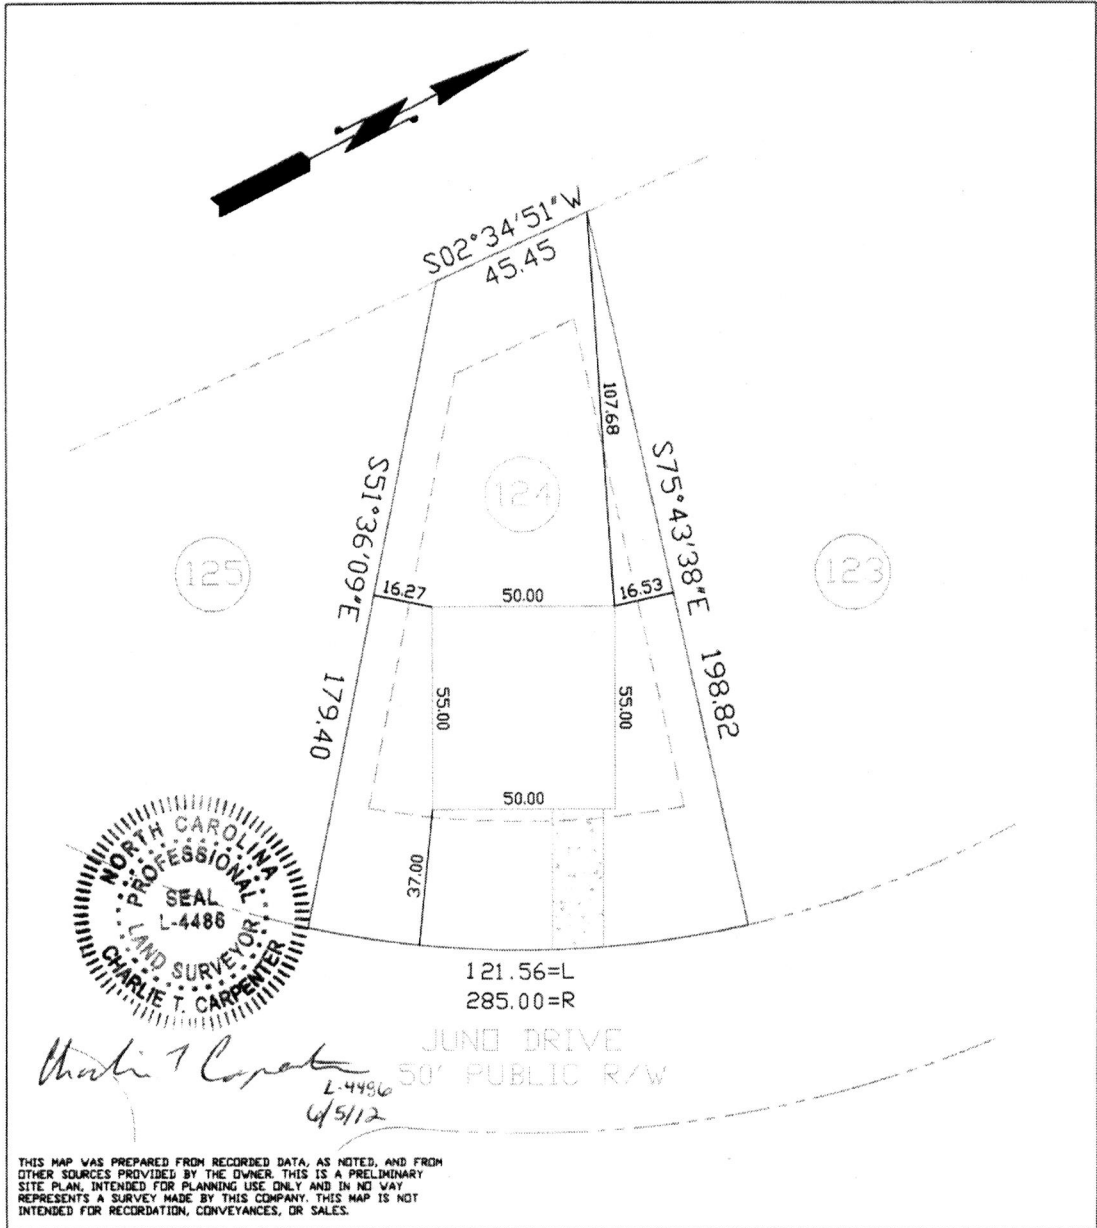 S02°34'51"W
45.45
107.68
S51°36'09"E
179.40
S75°43'38"E
198.82
124
125
123
16.27
50.00
16.53
55.00
55.00
50.00
37.00
121.56=L
285.00=R
JUNO DRIVE
50' PUBLIC R/W
NORTH CAROLINA
PROFESSIONAL
SEAL
L-4486
LAND SURVEYOR
CHARLIE T. CARPENTER
Charlie T Carpenter
L-4486
6/5/12
THIS MAP WAS PREPARED FROM RECORDED DATA, AS NOTED, AND FROM
OTHER SOURCES PROVIDED BY THE OWNER. THIS IS A PRELIMINARY
SITE PLAN, INTENDED FOR PLANNING USE ONLY AND IN NO WAY
REPRESENTS A SURVEY MADE BY THIS COMPANY. THIS MAP IS NOT
INTENDED FOR RECORDATION, CONVEYANCES, OR SALES.